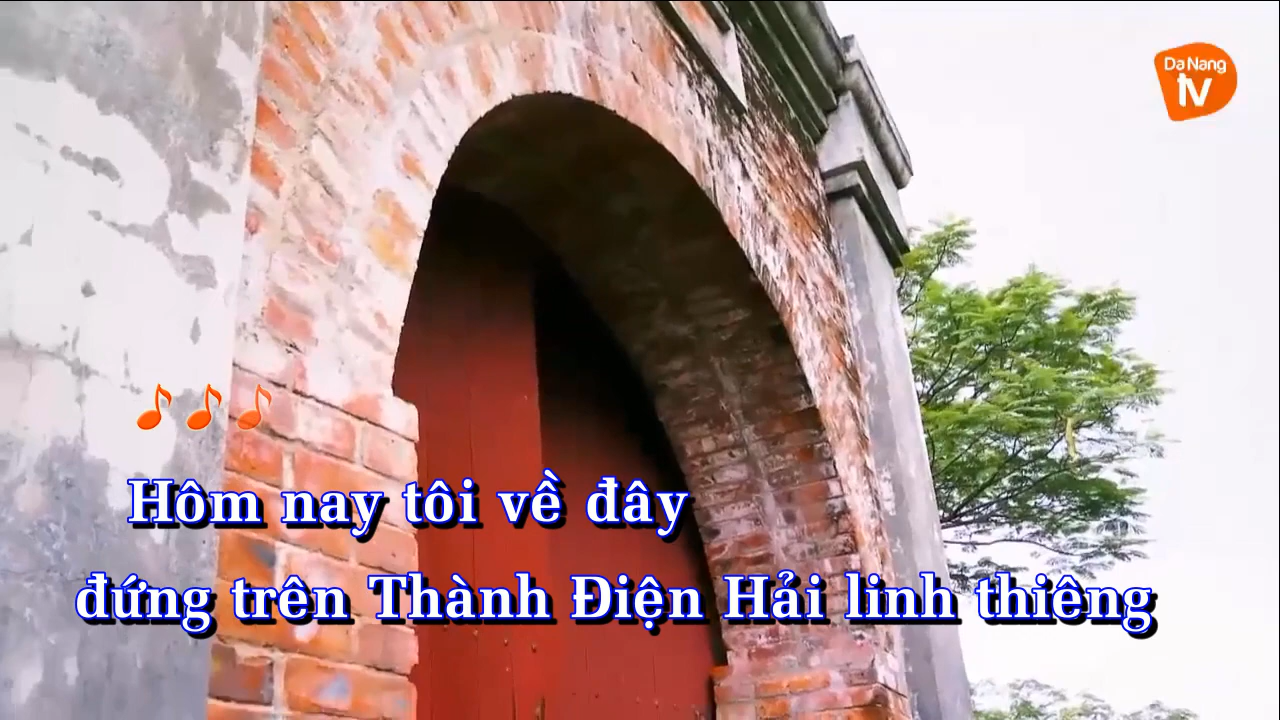 Da Nang
tv
Hôm nay tôi về đây
đứng trên Thành Điện Hải linh thiêng